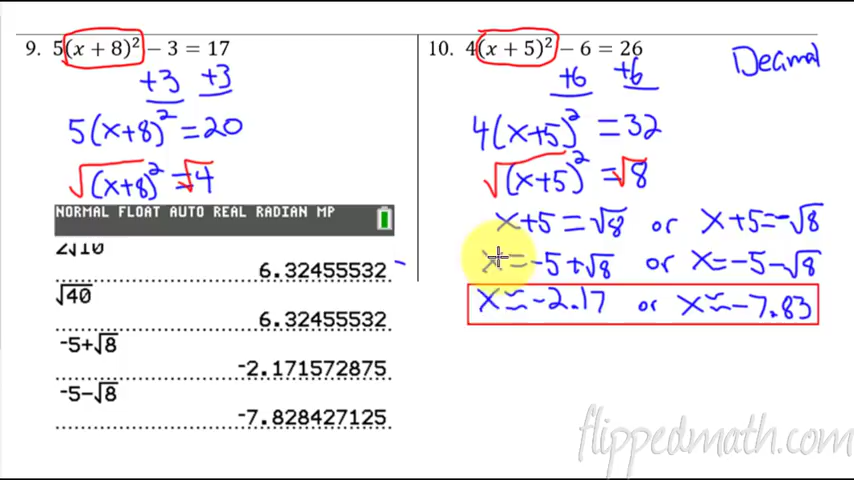 9. 5(x + 8)² − 3 = 17
+3 +3
5(x+8)² = 20
√(x+8)² = √4
NORMAL FLOAT AUTO REAL RADIAN MP
2√10
6.32455532
√40
6.32455532
-5+√8
-2.171572875
-5-√8
-7.828427125
10. 4(x + 5)² − 6 = 26
Decimal
+6 +6
4(x+5)² = 32
√(x+5)² = √8
x+5 = √8 or x+5 = -√8
x = -5+√8 or x = -5-√8
x ≈ -2.17 or x ≈ -7.83
flippedmath.com